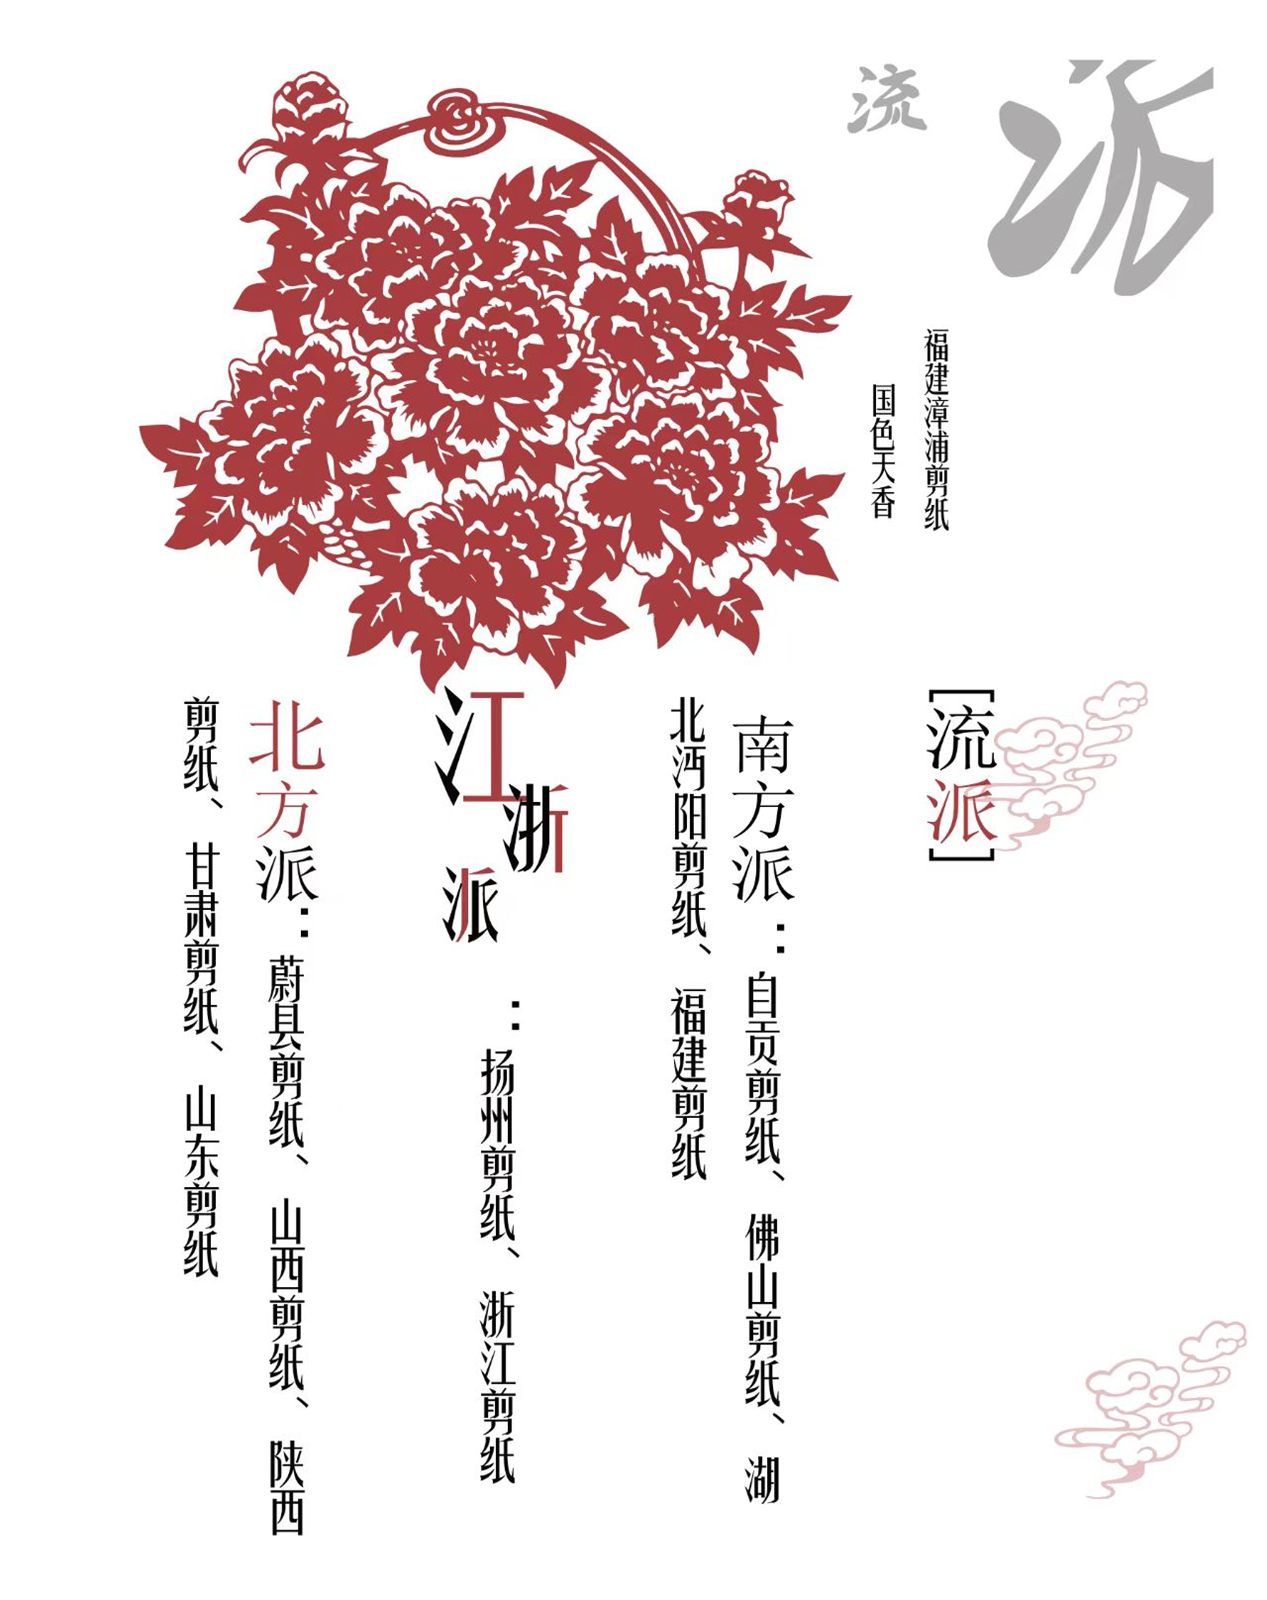 流派
福建漳浦剪纸
国色天香
[流派]
南方派：自贡剪纸、佛山剪纸、湖
北沔阳剪纸、福建剪纸
江浙派：扬州剪纸、浙江剪纸
北方派：蔚县剪纸、山西剪纸、陕西
剪纸、甘肃剪纸、山东剪纸